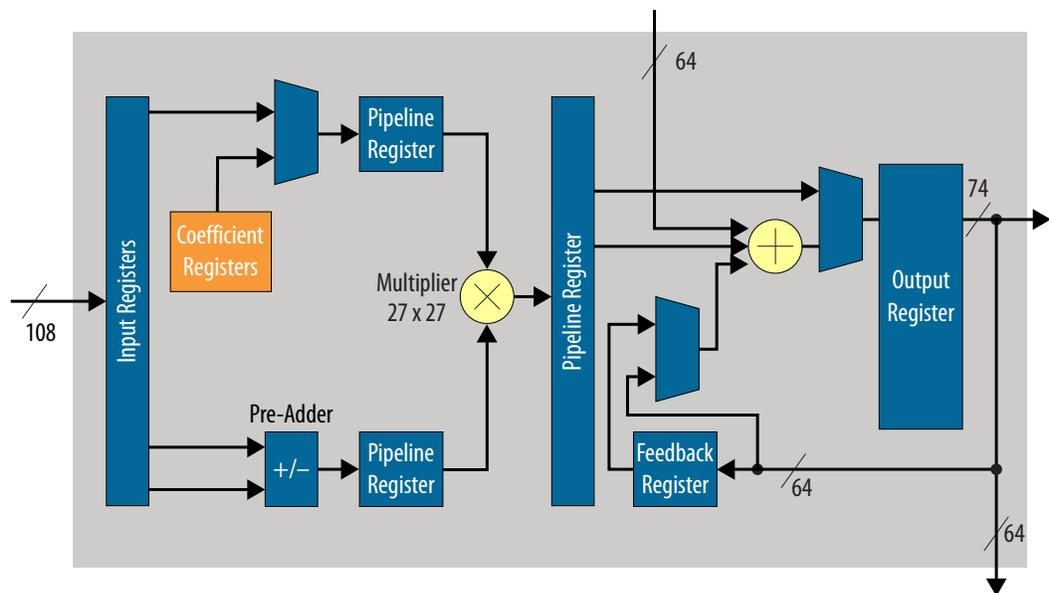 64
Pipeline
Register
74
Coefficient
Registers
Input Registers
Pipeline Register
Multiplier
27 x 27
Output
Register
108
Pre-Adder
+/−
Pipeline
Register
Feedback
Register
64
64